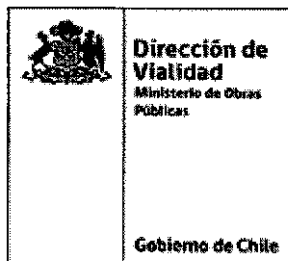 Dirección de
Vialidad
Ministerio de Obras
Públicas
Gobierno de Chile